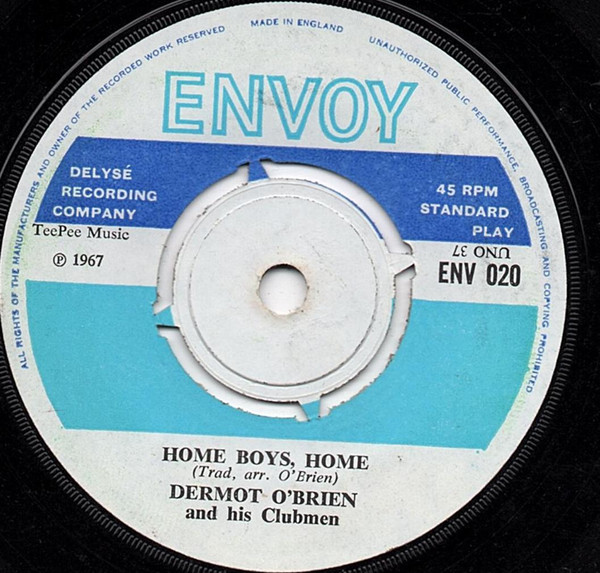 ALL RIGHTS OF THE MANUFACTURERS AND OWNER OF THE RECORDED WORK RESERVED
MADE IN ENGLAND
UNAUTHORIZED PUBLIC PERFORMANCE, BROADCASTING AND COPYING PROHIBITED
ENVOY
DELYSÉ
RECORDING
COMPANY
TeePee Music
℗ 1967
45 RPM
STANDARD
PLAY
UNO 37
ENV 020
HOME BOYS, HOME
(Trad, arr. O'Brien)
DERMOT O'BRIEN
and his Clubmen